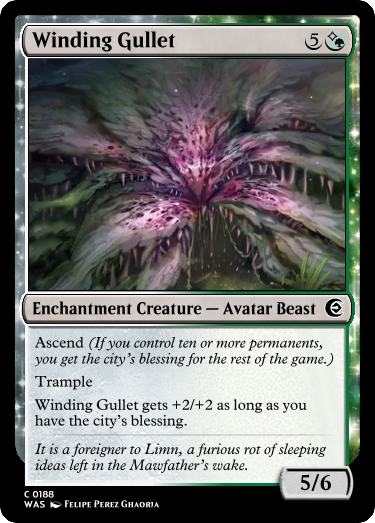 Winding Gullet 5
Enchantment Creature — Avatar Beast
Ascend (If you control ten or more permanents,
you get the city's blessing for the rest of the game.)
Trample
Winding Gullet gets +2/+2 as long as you
have the city's blessing.
It is a foreigner to Limn, a furious rot of sleeping
ideas left in the Mawfather's wake.
5/6
C 0188
WAS Felipe Perez Ghaoria